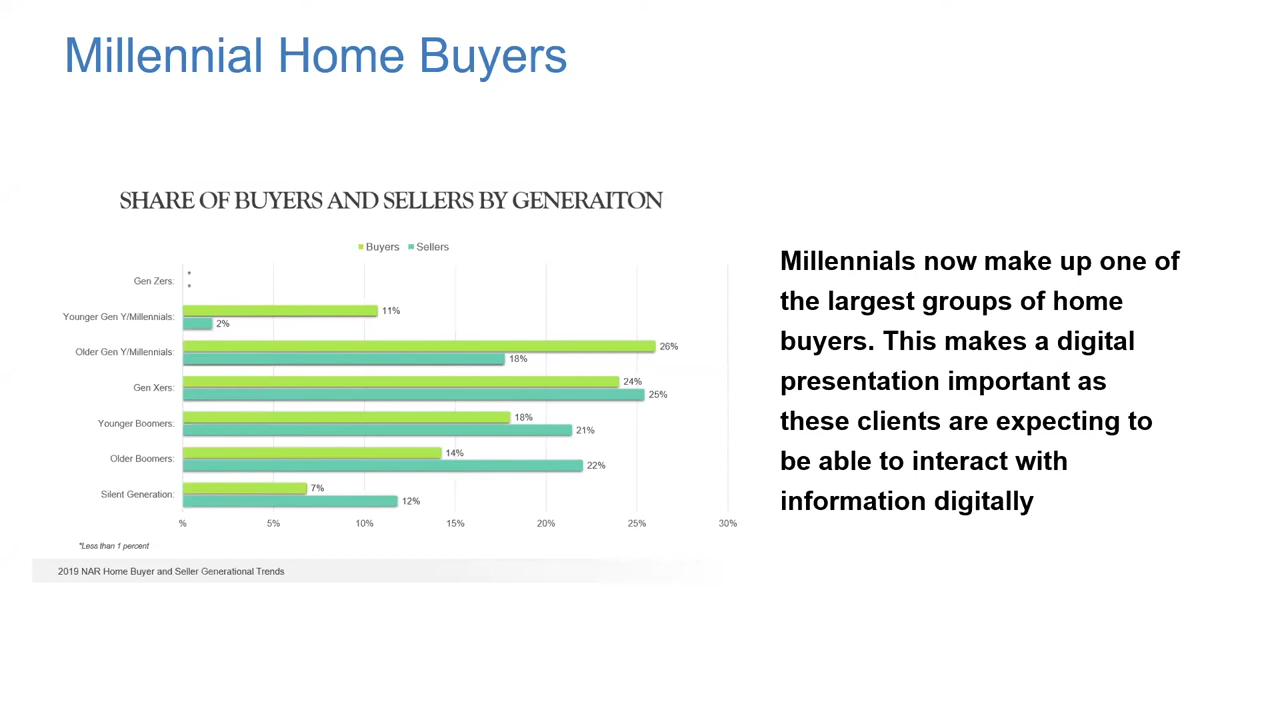 Millennial Home Buyers
SHARE OF BUYERS AND SELLERS BY GENERAITON
Buyers Sellers
Gen Zers: *
*
Younger Gen Y/Millennials: 11%
2%
Older Gen Y/Millennials: 26%
18%
Gen Xers: 24%
25%
Younger Boomers: 18%
21%
Older Boomers: 14%
22%
Silent Generation: 7%
12%
% 5% 10% 15% 20% 25% 30%
*Less than 1 percent
2019 NAR Home Buyer and Seller Generational Trends
Millennials now make up one of
the largest groups of home
buyers. This makes a digital
presentation important as
these clients are expecting to
be able to interact with
information digitally